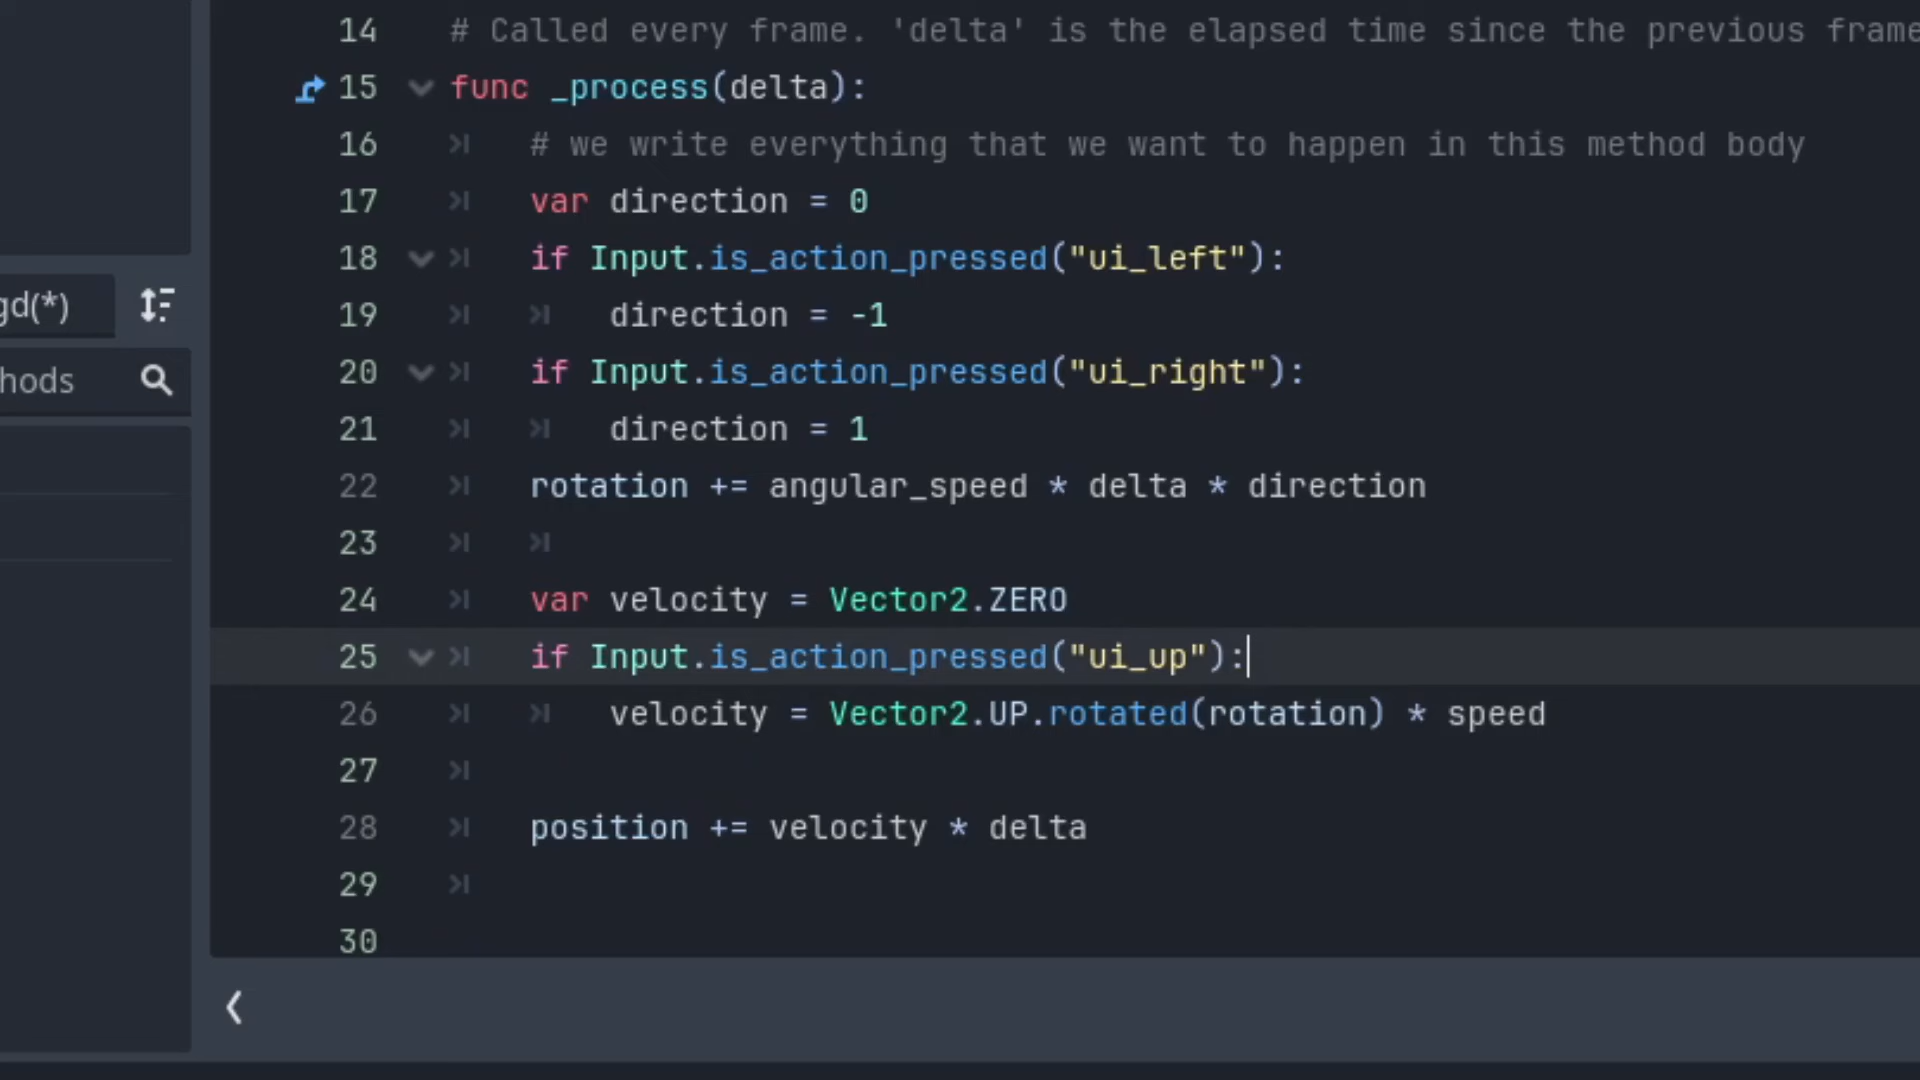 14 # Called every frame. 'delta' is the elapsed time since the previous frame
15 func _process(delta):
16 # we write everything that we want to happen in this method body
17 var direction = 0
18 if Input.is_action_pressed("ui_left"):
gd(*)
19 direction = -1
20 if Input.is_action_pressed("ui_right"):
hods
21 direction = 1
22 rotation += angular_speed * delta * direction
23
24 var velocity = Vector2.ZERO
25 if Input.is_action_pressed("ui_up"):
26 velocity = Vector2.UP.rotated(rotation) * speed
27
28 position += velocity * delta
29
30